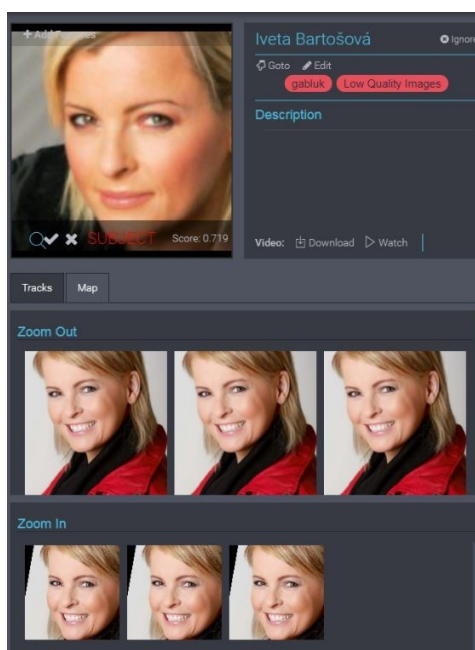 + Add Favorites
SUBJECT
Score: 0.719
Iveta Bartošová
Ignore
Goto
Edit
gabluk
Low Quality Images
Description
Video:
Download
Watch
Tracks
Map
Zoom Out
Zoom In